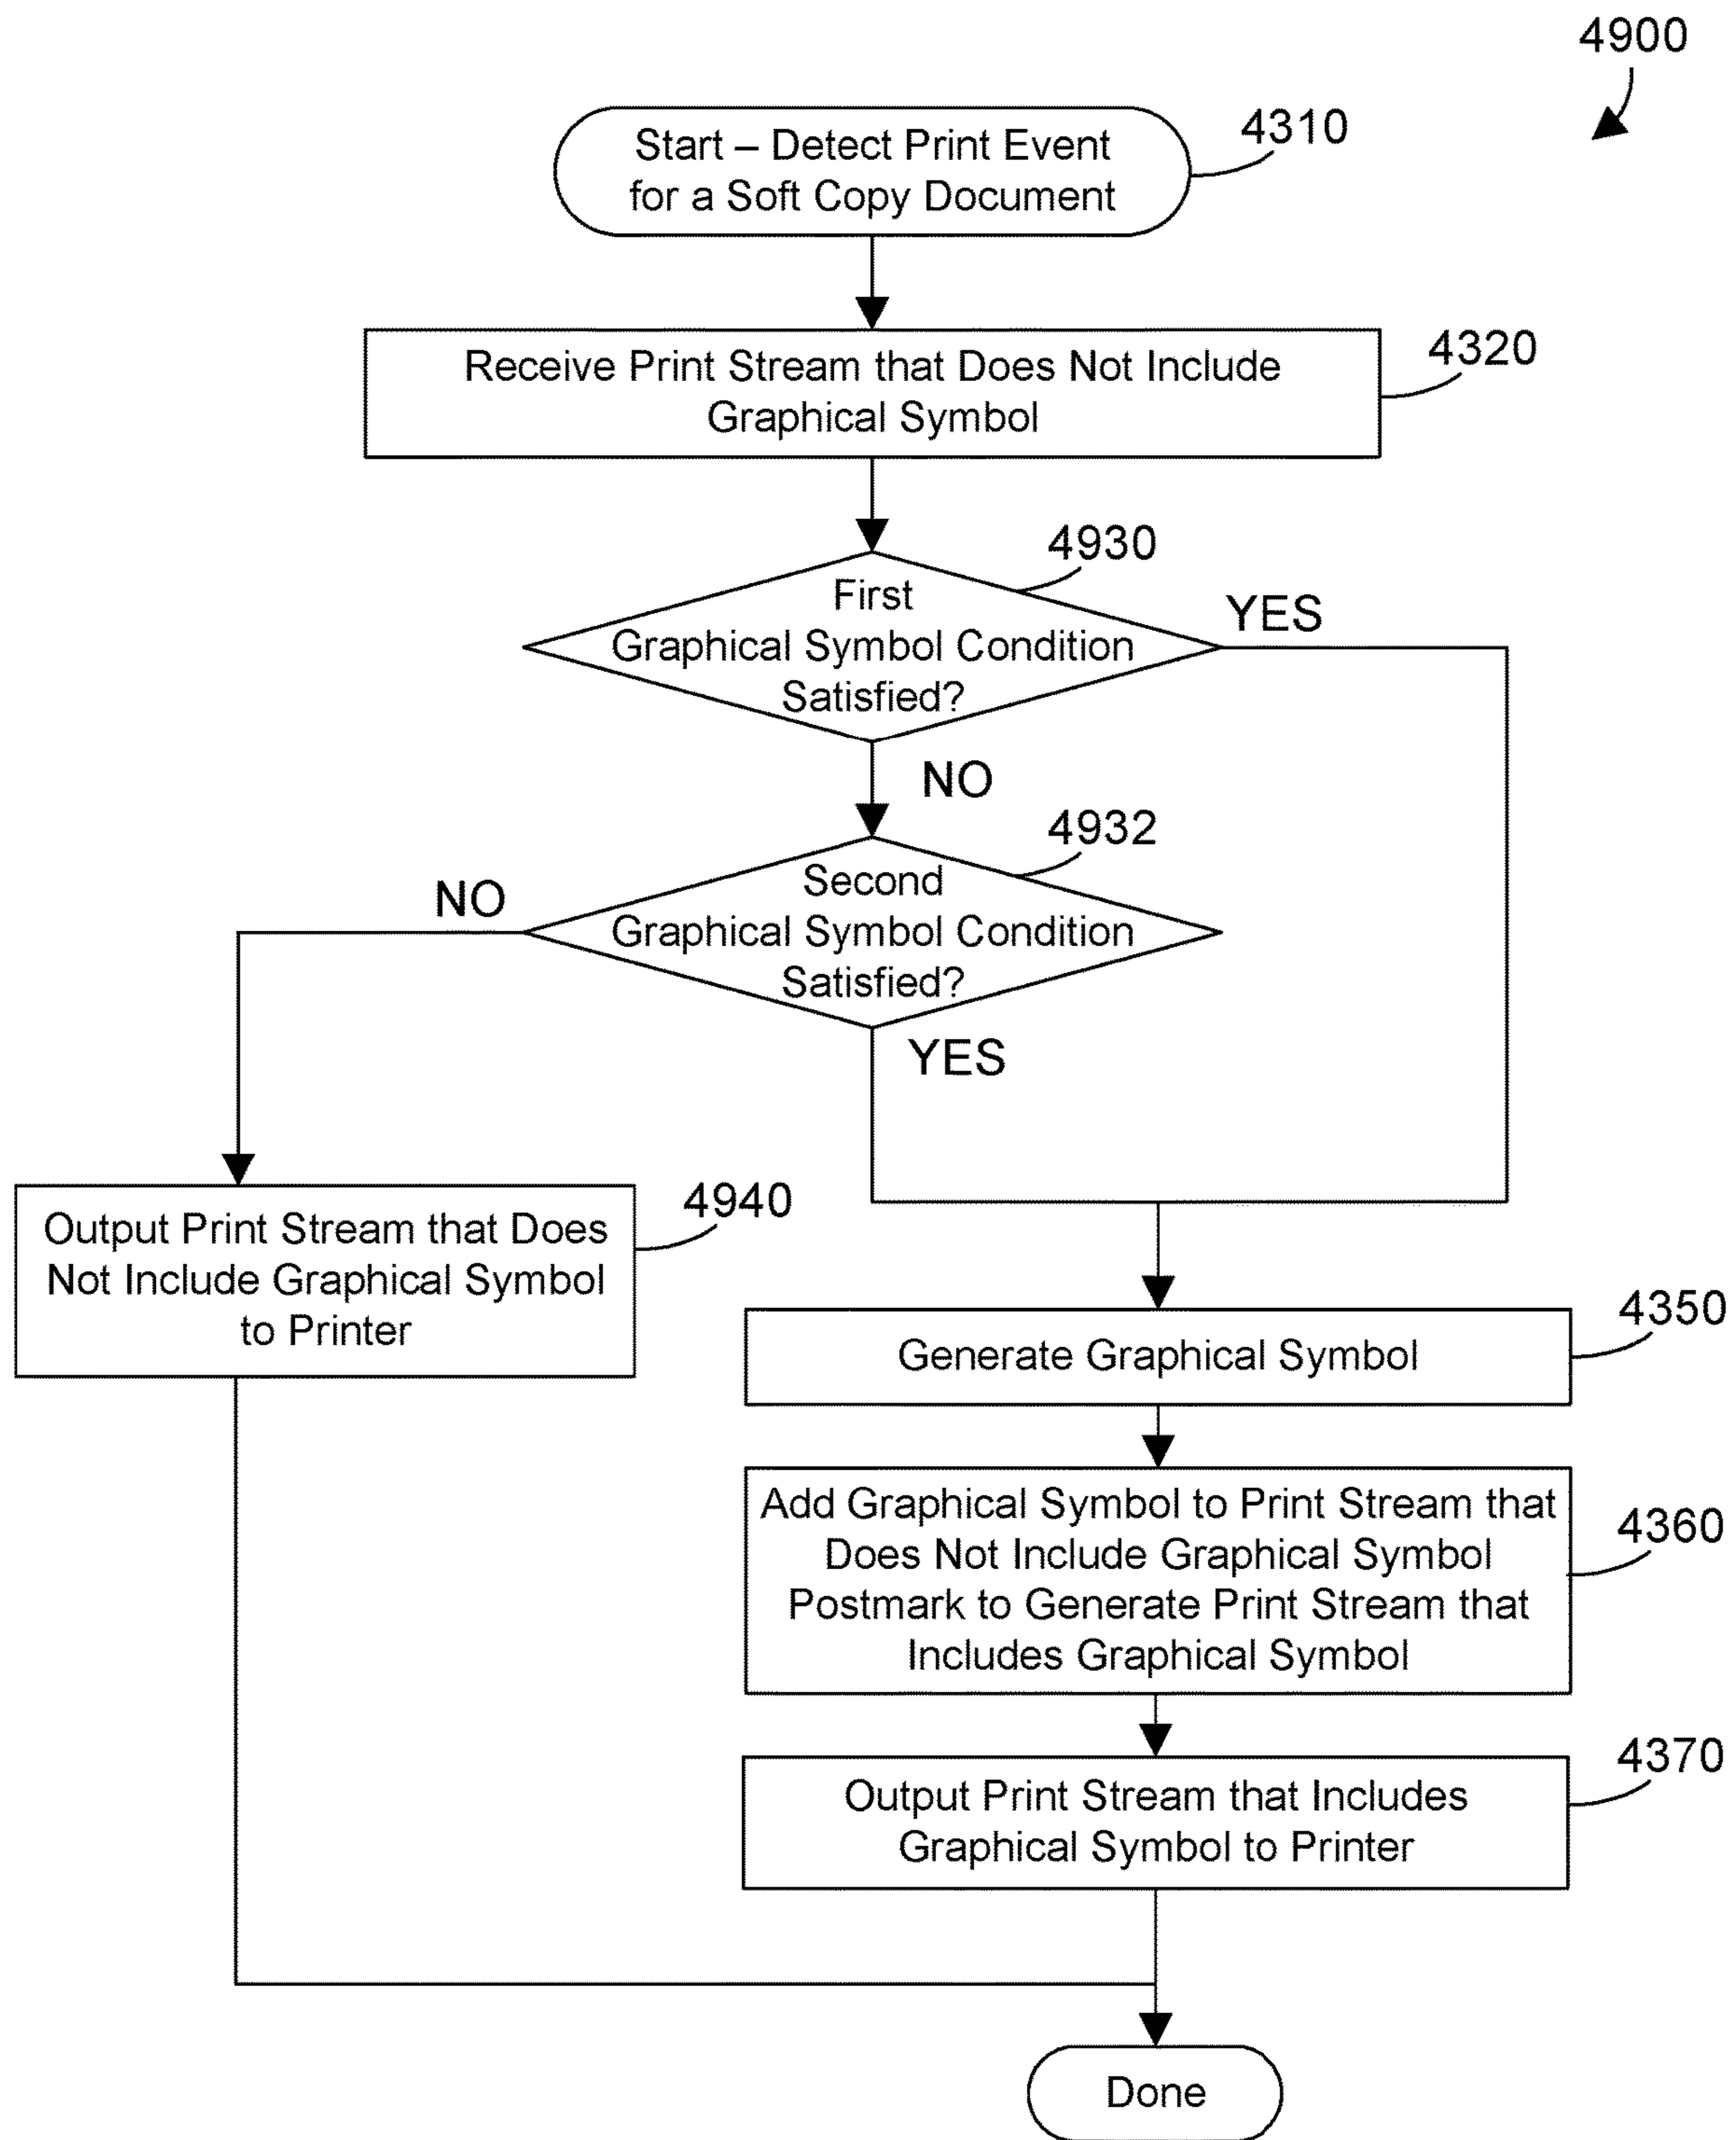 4900
Start – Detect Print Event
for a Soft Copy Document
4310
Receive Print Stream that Does Not Include
Graphical Symbol
4320
4930
First
Graphical Symbol Condition
Satisfied?
YES
NO
4932
Second
Graphical Symbol Condition
Satisfied?
NO
YES
Output Print Stream that Does
Not Include Graphical Symbol
to Printer
4940
Generate Graphical Symbol
4350
Add Graphical Symbol to Print Stream that
Does Not Include Graphical Symbol
Postmark to Generate Print Stream that
Includes Graphical Symbol
4360
Output Print Stream that Includes
Graphical Symbol to Printer
4370
Done